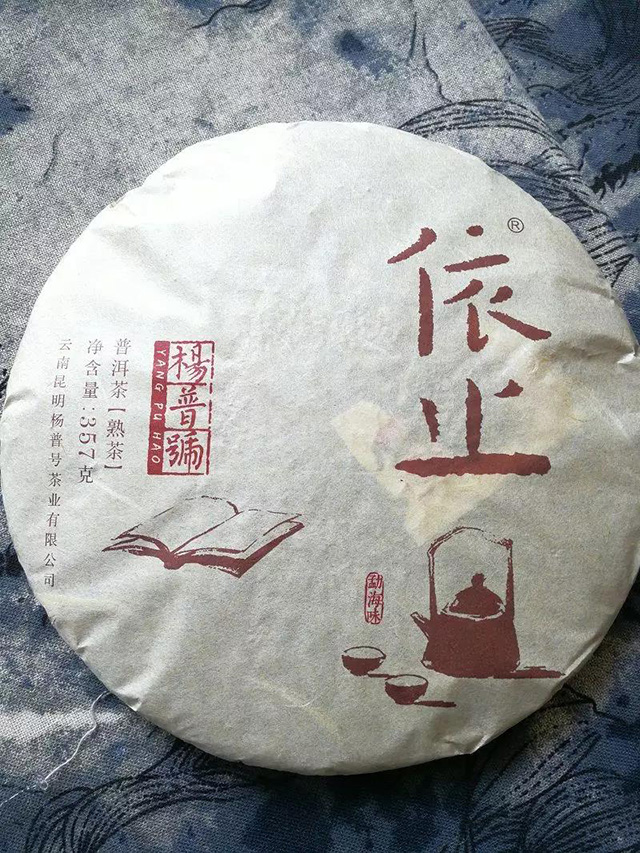 依止®
楊普號
YANG PU HAO
普洱茶【熟茶】
净含量:357克
云南昆明杨普号茶业有限公司
勐海味